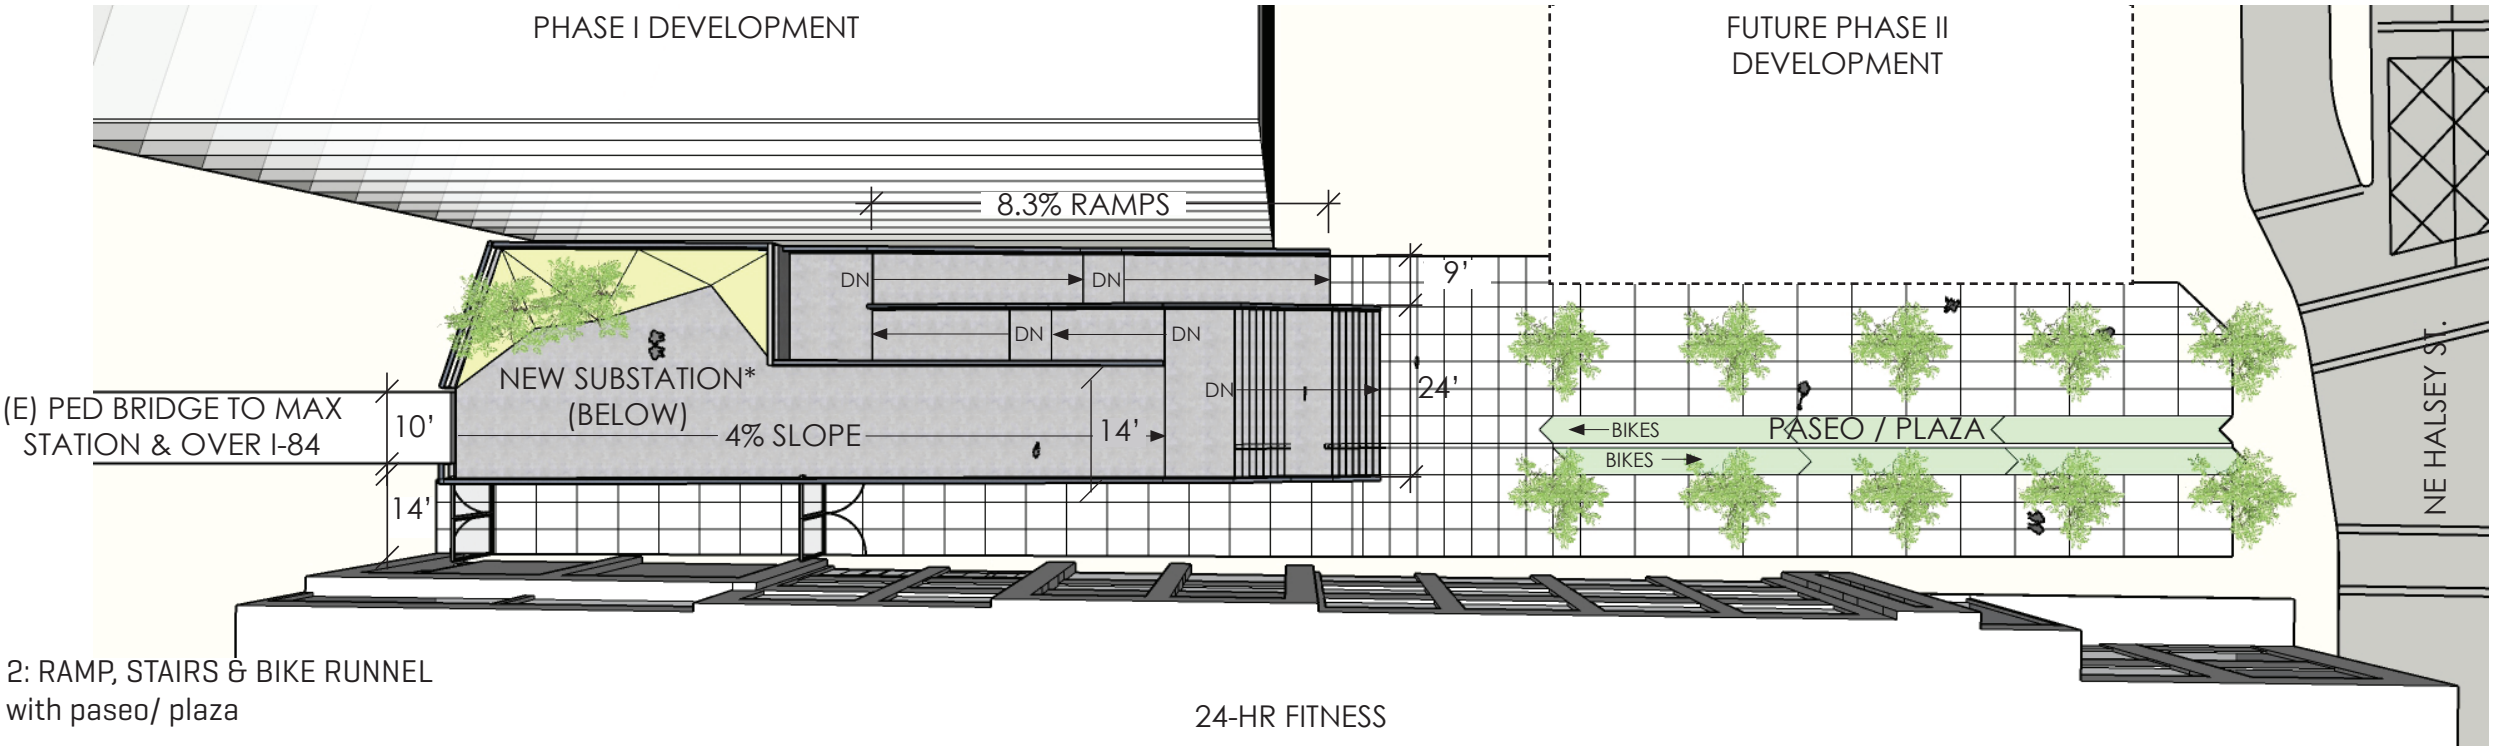 PHASE I DEVELOPMENT
FUTURE PHASE II
DEVELOPMENT
8.3% RAMPS
DN
DN
9’
DN
DN
NEW SUBSTATION*
(BELOW)
DN
24’
(E) PED BRIDGE TO MAX
STATION & OVER I-84
10’
4% SLOPE
14’
BIKES
PASEO / PLAZA
BIKES
NE HALSEY ST.
14’
2: RAMP, STAIRS & BIKE RUNNEL
with paseo/ plaza
24-HR FITNESS